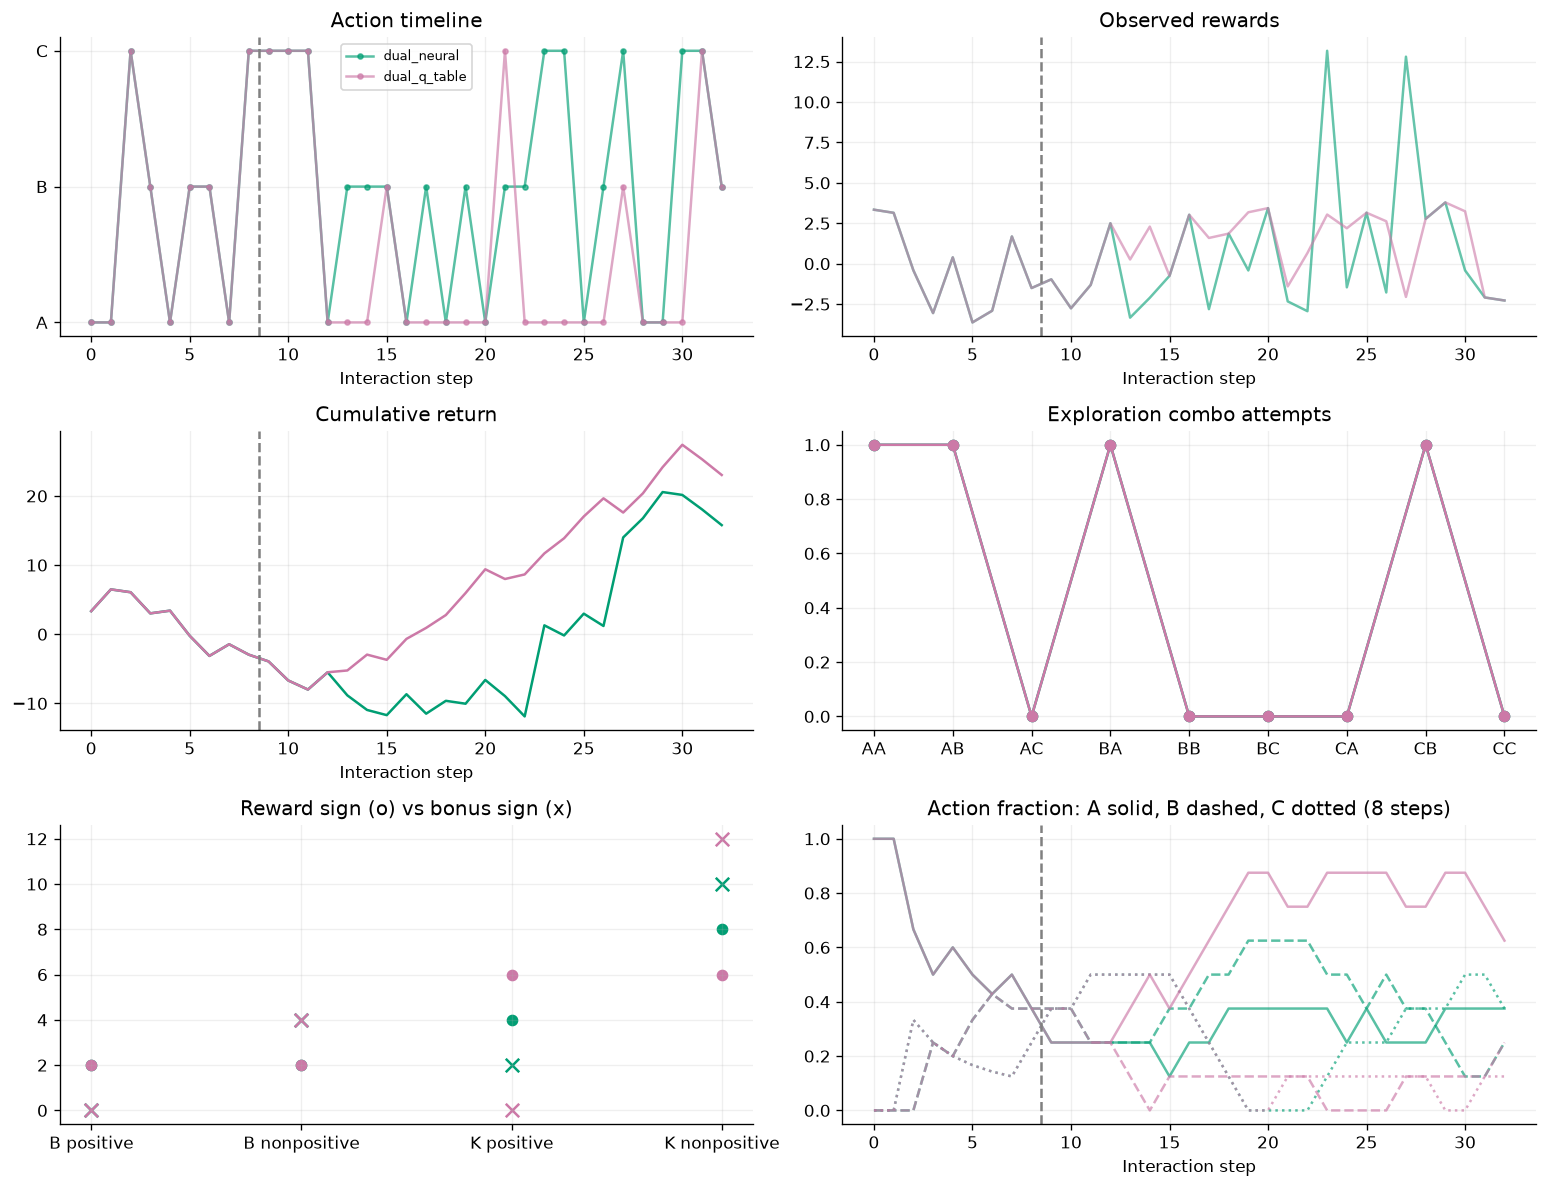 Action timeline
C
B
A
dual_neural
dual_q_table
0 5 10 15 20 25 30
Interaction step
Observed rewards
12.5
10.0
7.5
5.0
2.5
0.0
−2.5
0 5 10 15 20 25 30
Interaction step
Cumulative return
20
10
0
−10
0 5 10 15 20 25 30
Interaction step
Exploration combo attempts
1.0
0.8
0.6
0.4
0.2
0.0
AA AB AC BA BB BC CA CB CC
Reward sign (o) vs bonus sign (x)
12
10
8
6
4
2
0
B positive B nonpositive K positive K nonpositive
Action fraction: A solid, B dashed, C dotted (8 steps)
1.0
0.8
0.6
0.4
0.2
0.0
0 5 10 15 20 25 30
Interaction step